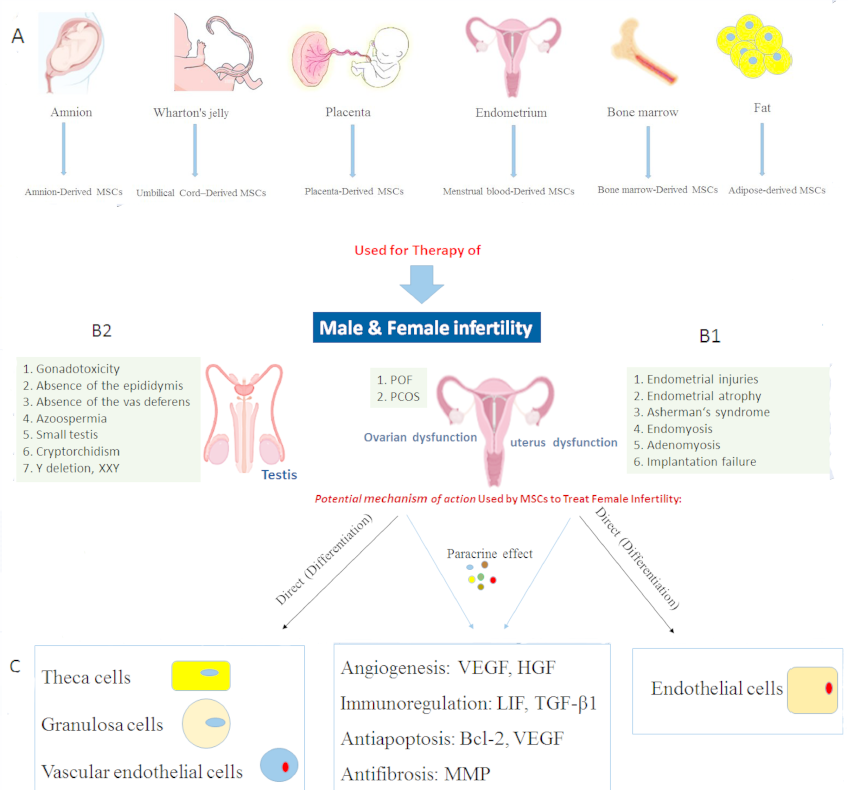 A
Amnion
Wharton's jelly
Placenta
Endometrium
Bone marrow
Fat
Amnion-Derived MSCs
Umbilical Cord–Derived MSCs
Placenta-Derived MSCs
Menstrual blood-Derived MSCs
Bone marrow-Derived MSCs
Adipose-derived MSCs
Used for Therapy of
Male & Female infertility
B2
1. Gonadotoxicity
2. Absence of the epididymis
3. Absence of the vas deferens
4. Azoospermia
5. Small testis
6. Cryptorchidism
7. Y deletion, XXY
Testis
1. POF
2. PCOS
Ovarian dysfunction
uterus dysfunction
B1
1. Endometrial injuries
2. Endometrial atrophy
3. Asherman's syndrome
4. Endomyosis
5. Adenomyosis
6. Implantation failure
Potential mechanism of action Used by MSCs to Treat Female Infertility:
Direct (Differentiation)
Paracrine effect
Direct (Differentiation)
C
Theca cells
Granulosa cells
Vascular endothelial cells
Angiogenesis: VEGF, HGF
Immunoregulation: LIF, TGF-β1
Antiapoptosis: Bcl-2, VEGF
Antifibrosis: MMP
Endothelial cells